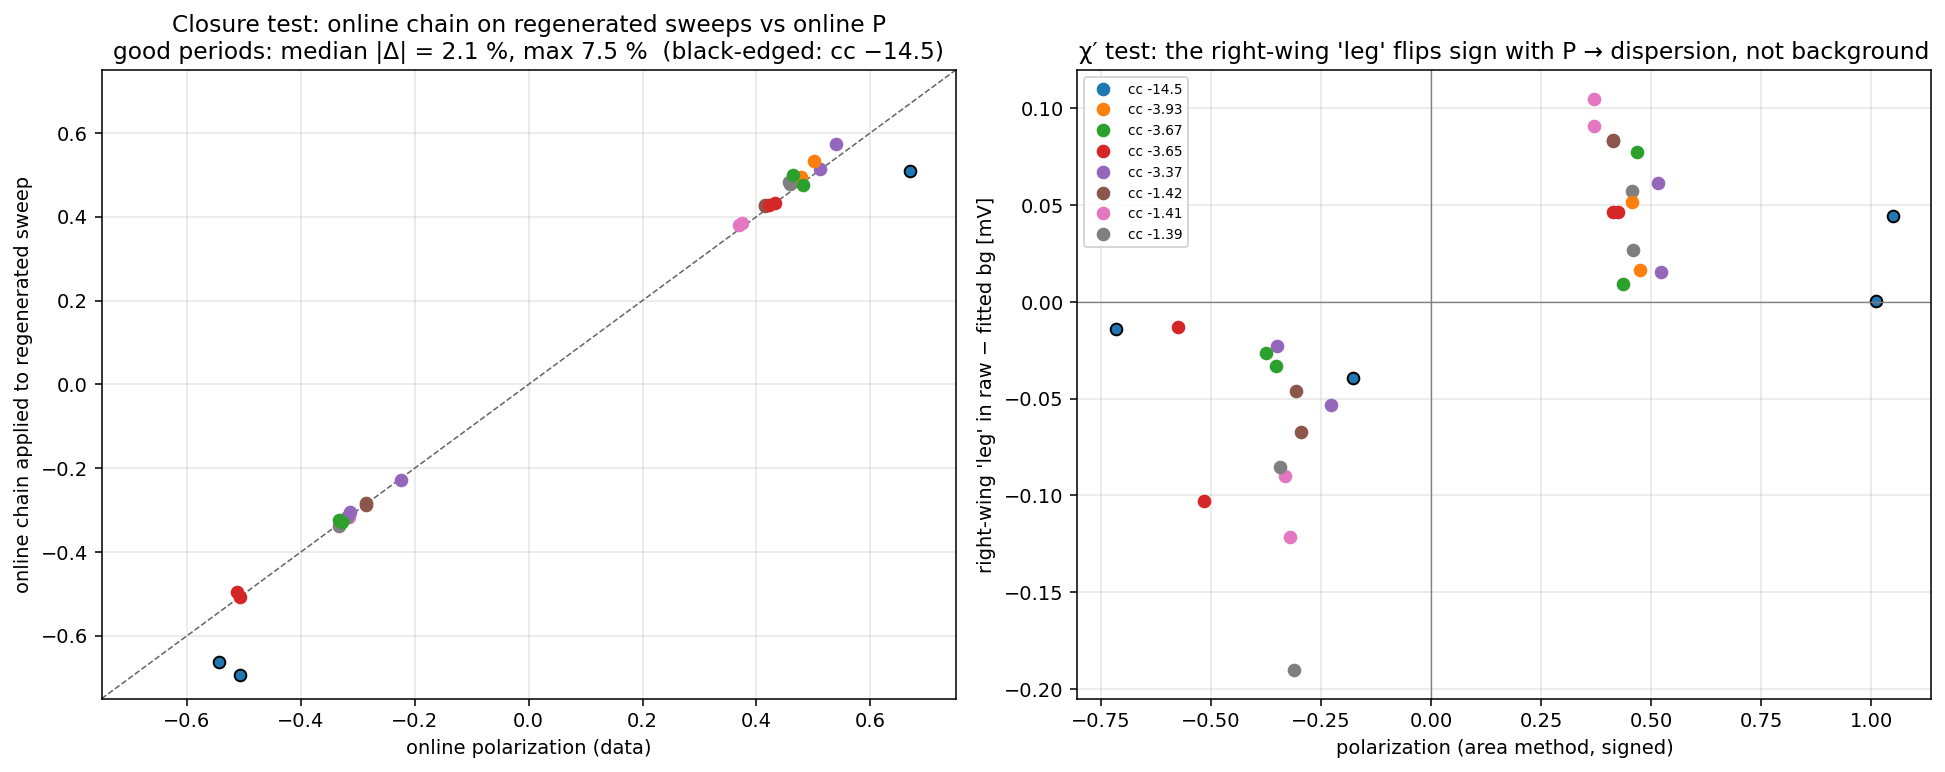 Closure test: online chain on regenerated sweeps vs online P
good periods: median |Δ| = 2.1 %, max 7.5 %  (black-edged: cc −14.5)
online chain applied to regenerated sweep
0.6
0.4
0.2
0.0
−0.2
−0.4
−0.6
−0.6
−0.4
−0.2
0.0
0.2
0.4
0.6
online polarization (data)
χ′ test: the right-wing 'leg' flips sign with P → dispersion, not background
right-wing 'leg' in raw − fitted bg [mV]
0.10
0.05
0.00
−0.05
−0.10
−0.15
−0.20
cc -14.5
cc -3.93
cc -3.67
cc -3.65
cc -3.37
cc -1.42
cc -1.41
cc -1.39
−0.75
−0.50
−0.25
0.00
0.25
0.50
0.75
1.00
polarization (area method, signed)